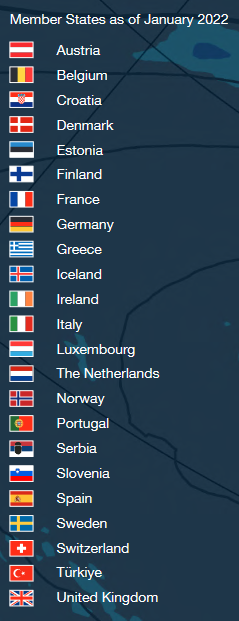 Member States as of January 2022
Austria
Belgium
Croatia
Denmark
Estonia
Finland
France
Germany
Greece
Iceland
Ireland
Italy
Luxembourg
The Netherlands
Norway
Portugal
Serbia
Slovenia
Spain
Sweden
Switzerland
Türkiye
United Kingdom